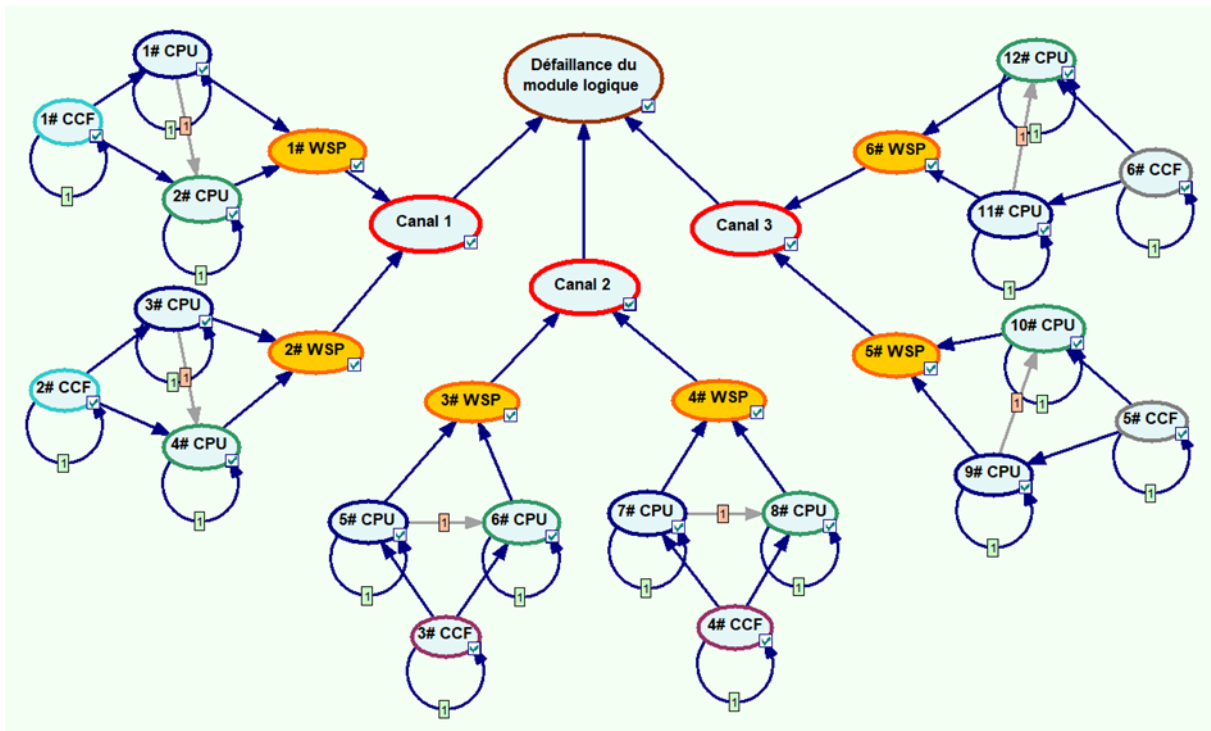 1# CPU
Défaillance du
module logique
12# CPU
1# CCF
1
1
1# WSP
6# WSP
1
1
6# CCF
1
2# CPU
Canal 1
Canal 3
11# CPU
1
1
1
1
3# CPU
Canal 2
10# CPU
2# CCF
1
1
2# WSP
5# WSP
1
1
5# CCF
3# WSP
4# WSP
4# CPU
9# CPU
1
1
1
5# CPU
1
6# CPU
7# CPU
1
8# CPU
1
1
1
1
1
1
3# CCF
4# CCF
1
1